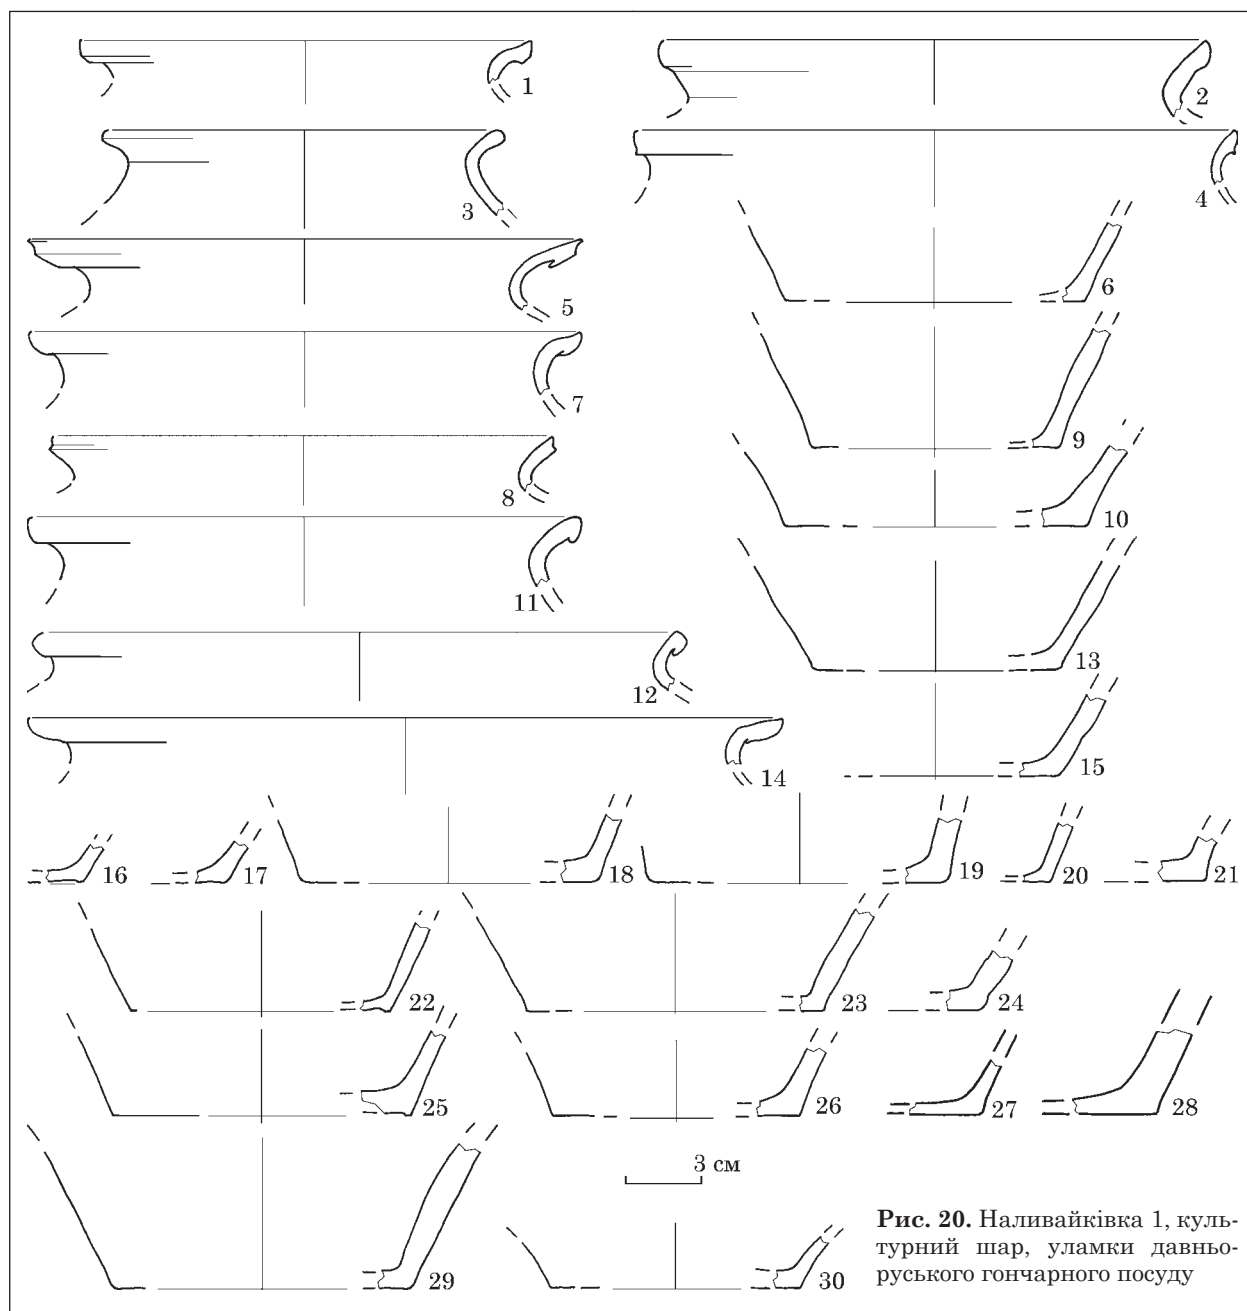 1
2
3
4
5
6
7
8
9
10
11
12
13
14
15
16 17 18 19 20 21
22 23 24
25 26 27 28
29 30
3 см
Рис. 20. Наливайківка 1, куль-
турний шар, уламки давньо-
руського гончарного посуду